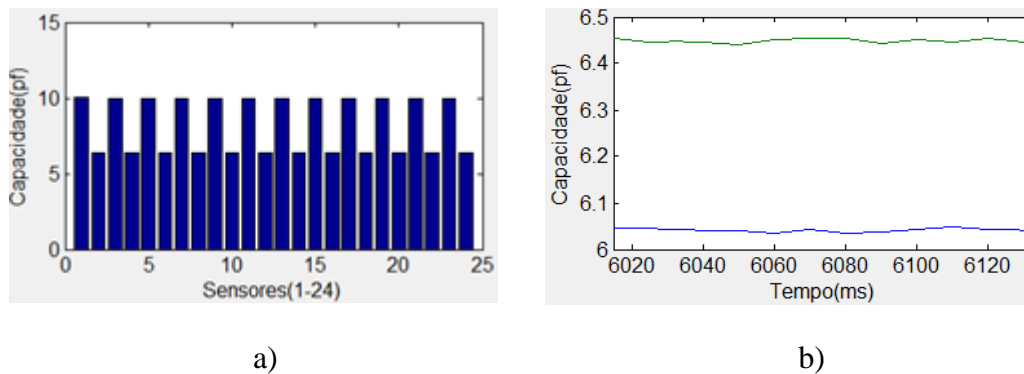 15
10
5
0
Capacidade(pf)
0 5 10 15 20 25
Sensores(1-24)
6.5
6.4
6.3
6.2
6.1
6
Capacidade(pf)
6020 6040 6060 6080 6100 6120
Tempo(ms)
a)
b)